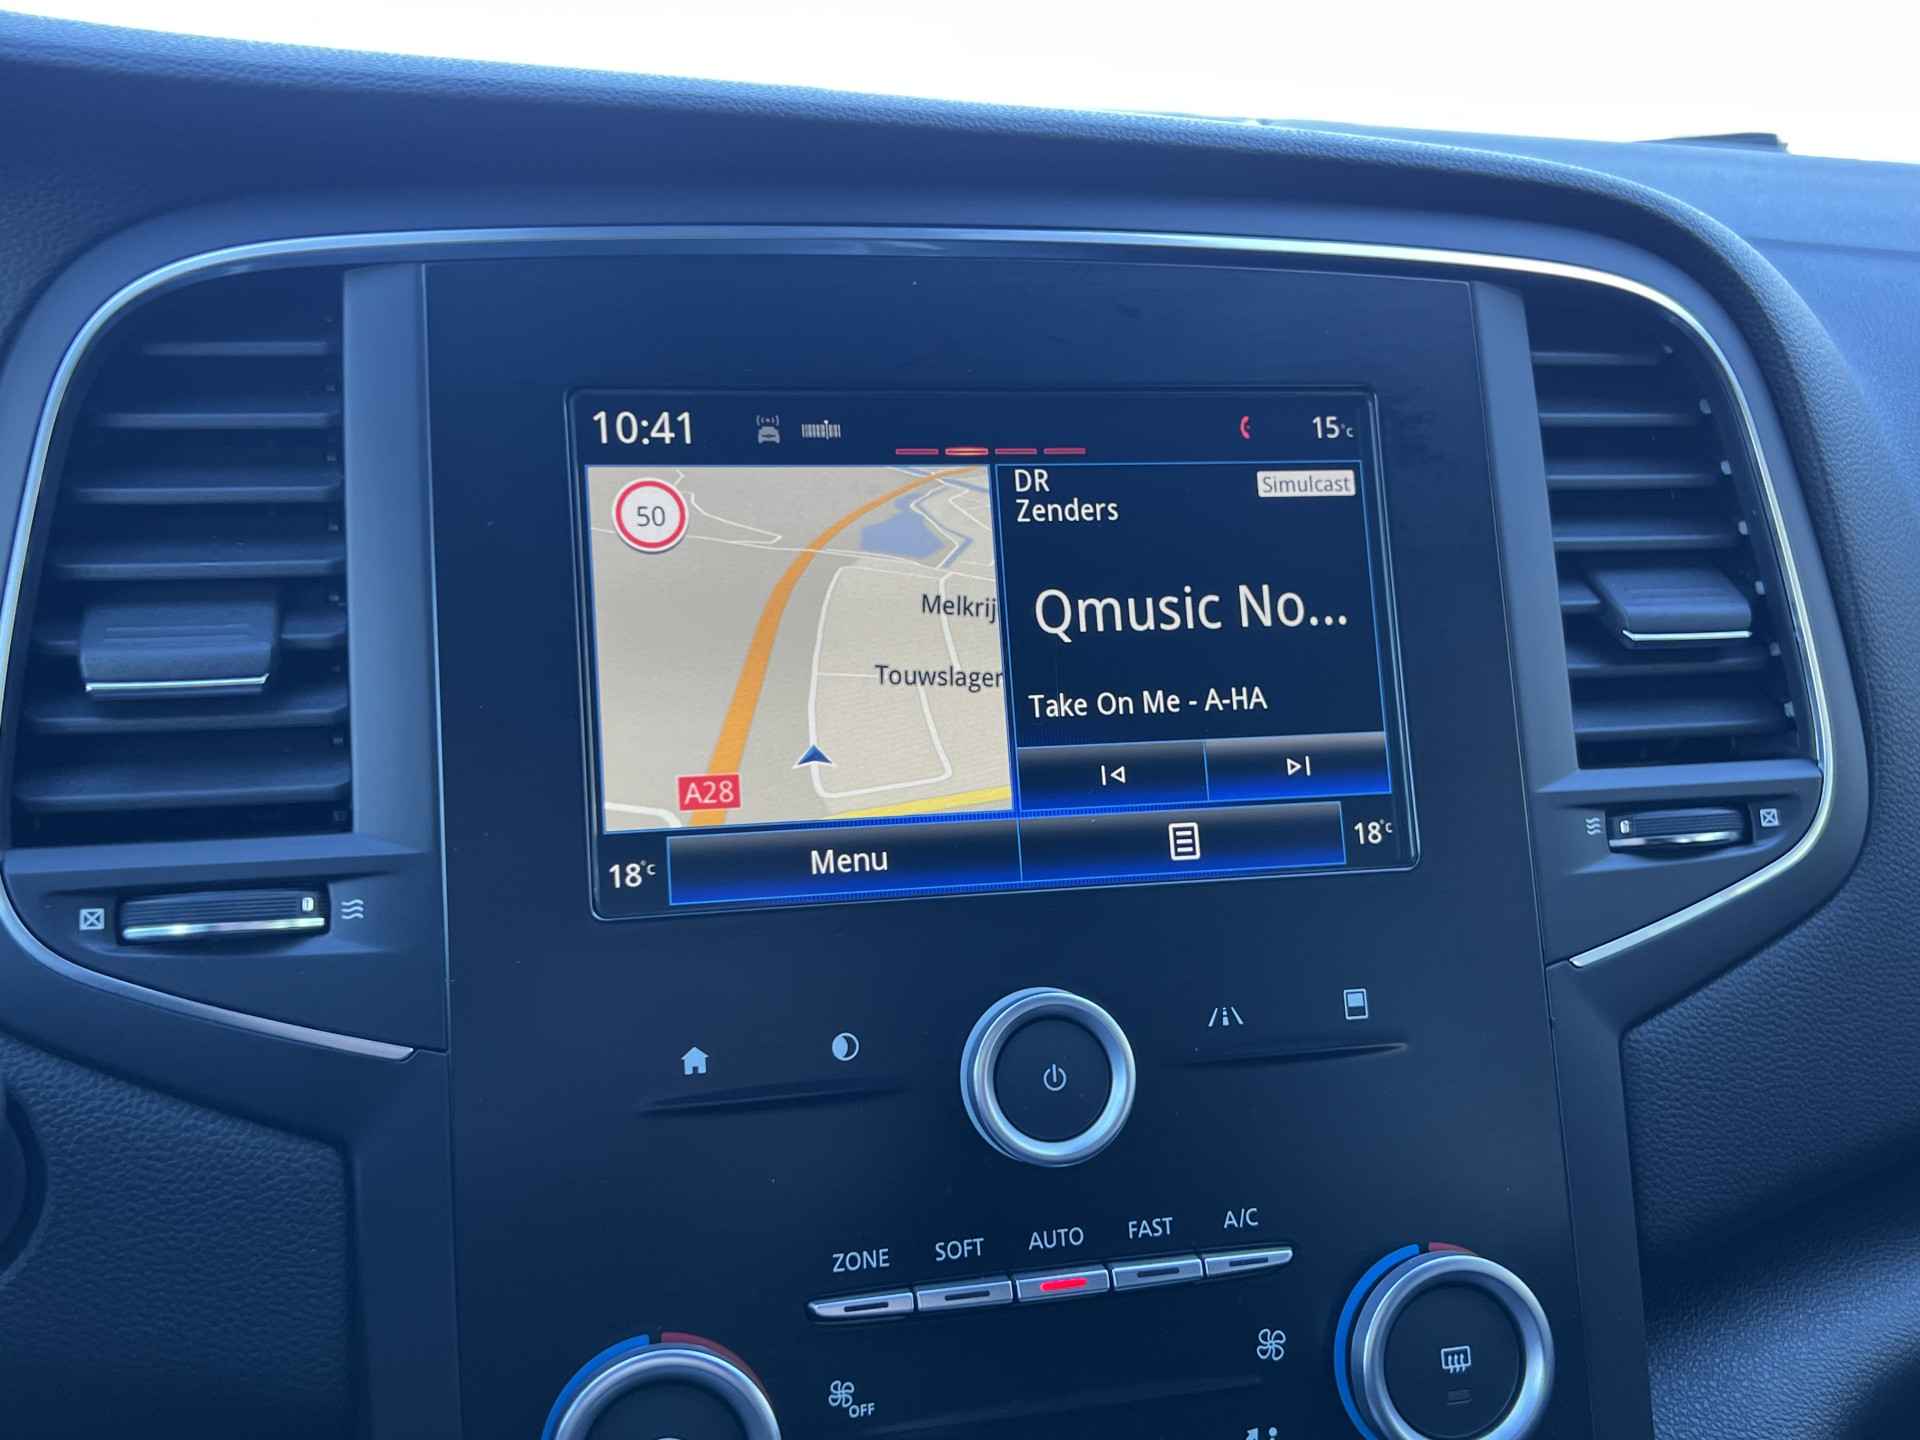 10:41
15°C
50
DR
Simulcast
Zenders
Melkrij
Qmusic No...
Touwslager
Take On Me - A-HA
A28
18°C
Menu
18°C
ZONE
SOFT
AUTO
FAST
A/C
OFF